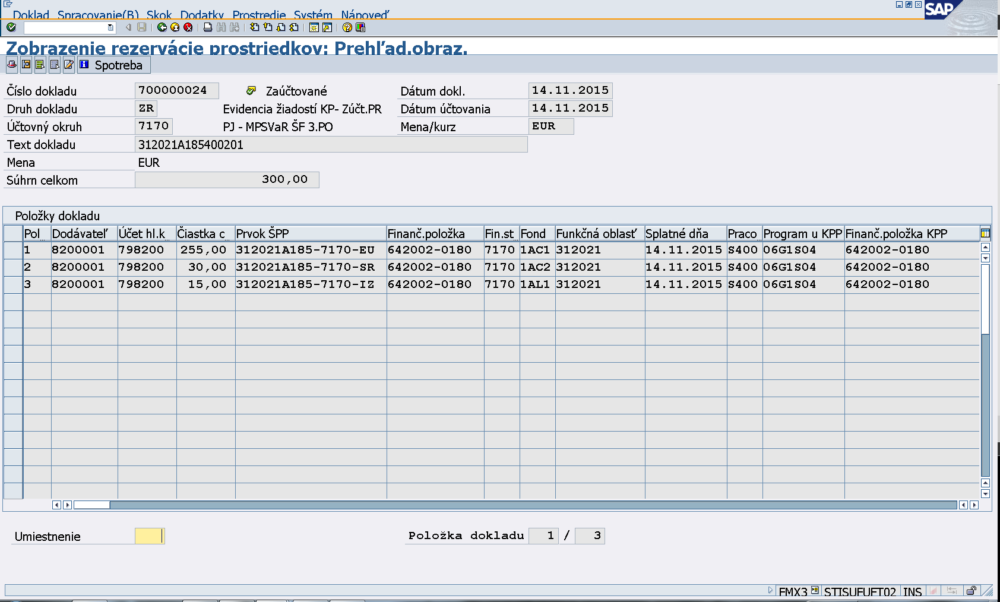 Doklad Spracovanie(B) Skok Dodatky Prostredie Systém Nápoveď
SAP
Zobrazenie rezervácie prostriedkov: Prehľad.obraz.
Spotreba
Číslo dokladu 700000024 Zaúčtované Dátum dokl. 14.11.2015
Druh dokladu ZR Evidencia žiadostí KP- Zúčt.PR Dátum účtovania 14.11.2015
Účtovný okruh 7170 PJ - MPSVaR ŠF 3.PO Mena/kurz EUR
Text dokladu 312021A185400201
Mena EUR
Súhrn celkom 300,00
Položky dokladu
Pol... Dodávateľ Účet hl.k... Čiastka c... Prvok ŠPP Finanč.položka Fin.st... Fond Funkčná oblasť Splatné dňa Praco... Program u KPP Finanč.položka KPP
1 8200001 798200 255,00 312021A185-7170-EU 642002-0180 7170 1AC1 312021 14.11.2015 S400 06G1S04 642002-0180
2 8200001 798200 30,00 312021A185-7170-SR 642002-0180 7170 1AC2 312021 14.11.2015 S400 06G1S04 642002-0180
3 8200001 798200 15,00 312021A185-7170-IZ 642002-0180 7170 1AL1 312021 14.11.2015 S400 06G1S04 642002-0180
Umiestnenie Položka dokladu 1 / 3
FMX3 STISUFUFT02 INS